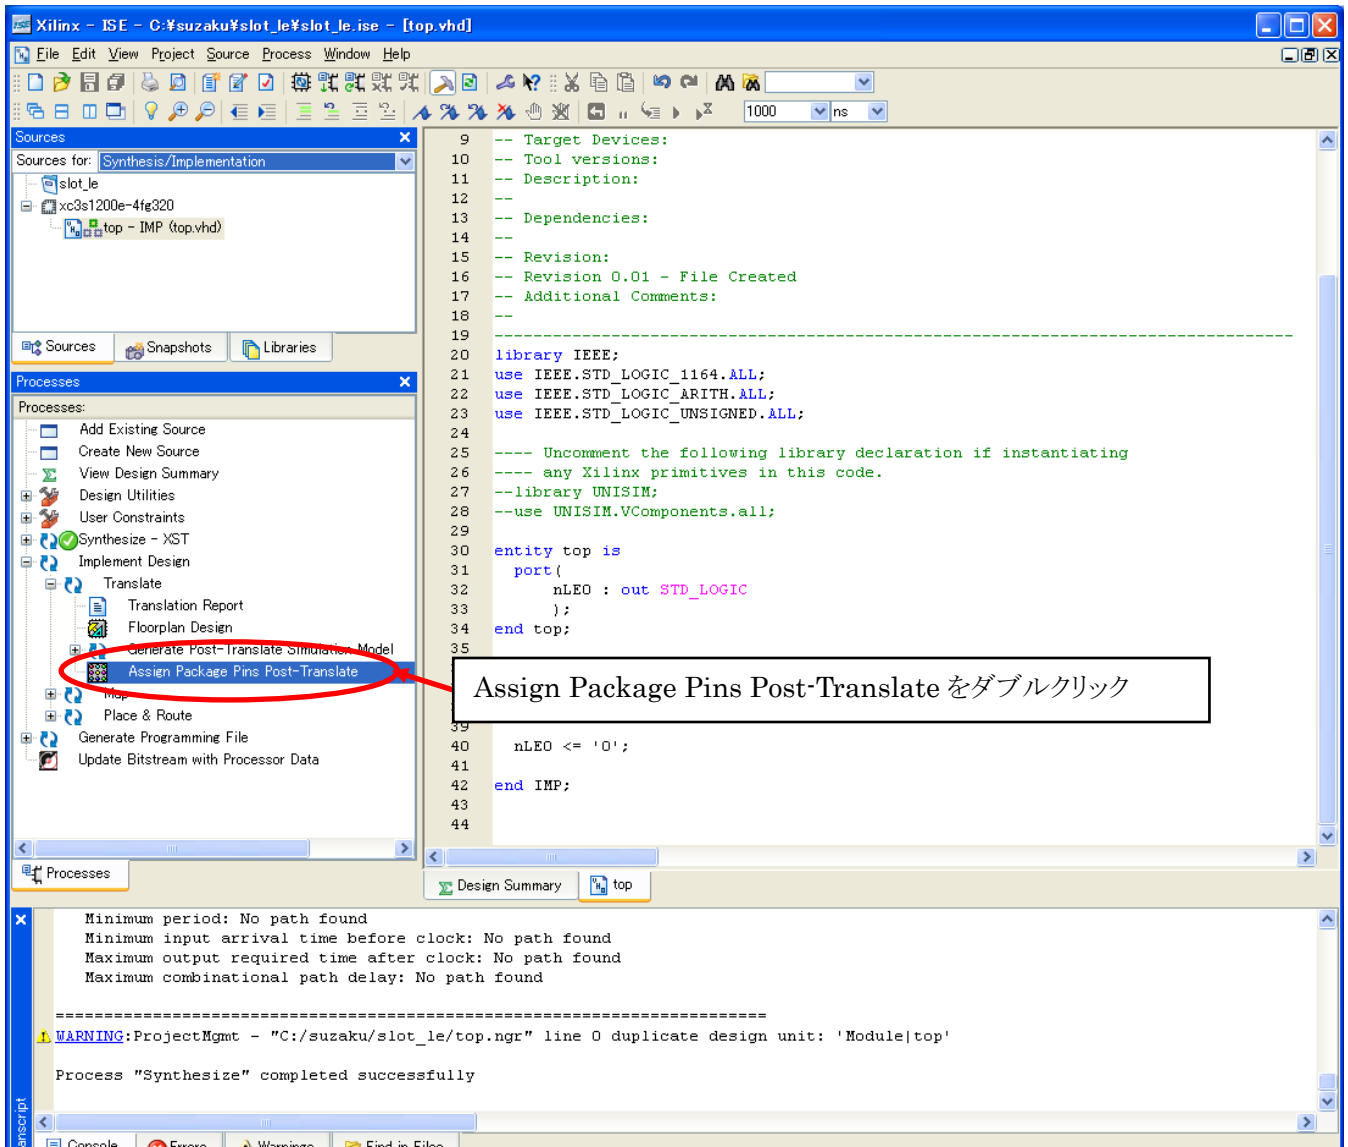 Xilinx - ISE - C:¥suzaku¥slot_le¥slot_le.ise - [top.vhd]
File Edit View Project Source Process Window Help
1000 ns
Sources
Sources for: Synthesis/Implementation
slot_le
xc3s1200e-4fg320
top - IMP (top.vhd)
Sources Snapshots Libraries
Processes
Processes:
Add Existing Source
Create New Source
View Design Summary
Design Utilities
User Constraints
Synthesize - XST
Implement Design
Translate
Translation Report
Floorplan Design
Generate Post-Translate Simulation Model
Assign Package Pins Post-Translate
Map
Place & Route
Generate Programming File
Update Bitstream with Processor Data
Processes
9 -- Target Devices:
10 -- Tool versions:
11 -- Description:
12 --
13 -- Dependencies:
14 --
15 -- Revision:
16 -- Revision 0.01 - File Created
17 -- Additional Comments:
18 --
19 ----------------------------------------------------------------------------------
20 library IEEE;
21 use IEEE.STD_LOGIC_1164.ALL;
22 use IEEE.STD_LOGIC_ARITH.ALL;
23 use IEEE.STD_LOGIC_UNSIGNED.ALL;
24
25 ---- Uncomment the following library declaration if instantiating
26 ---- any Xilinx primitives in this code.
27 --library UNISIM;
28 --use UNISIM.VComponents.all;
29
30 entity top is
31 port(
32 nLE0 : out STD_LOGIC
33 );
34 end top;
35
Assign Package Pins Post-Translate をダブルクリック
39
40 nLE0 <= '0';
41
42 end IMP;
43
44
Design Summary top
Minimum period: No path found
Minimum input arrival time before clock: No path found
Maximum output required time after clock: No path found
Maximum combinational path delay: No path found
=========================================================================
WARNING:ProjectMgmt - "C:/suzaku/slot_le/top.ngr" line 0 duplicate design unit: 'Module|top'
Process "Synthesize" completed successfully
Console Errors Warnings Find in Files